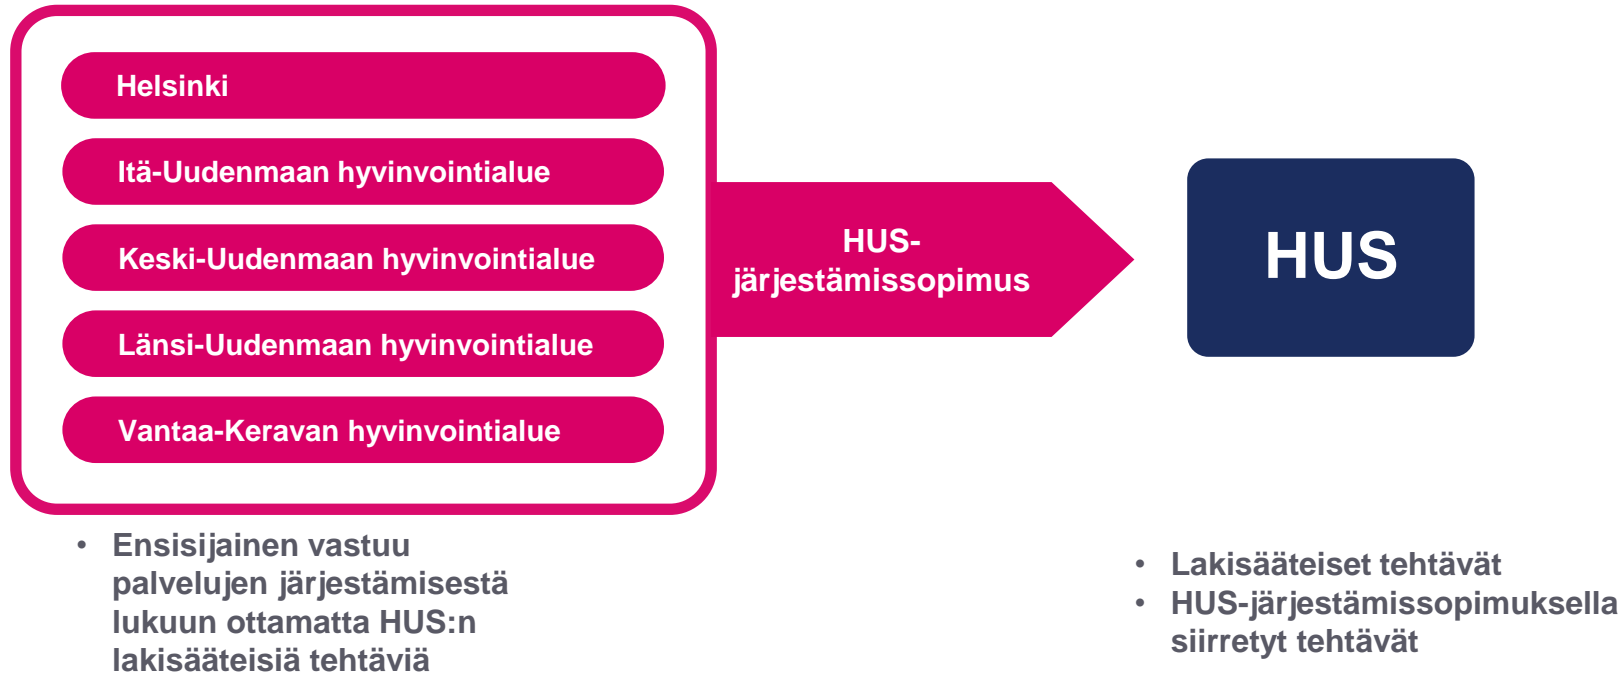 Helsinki
Itä-Uudenmaan hyvinvointialue
Keski-Uudenmaan hyvinvointialue
Länsi-Uudenmaan hyvinvointialue
Vantaa-Keravan hyvinvointialue
HUS-
järjestämissopimus
HUS
• Ensisijainen vastuu
palvelujen järjestämisestä
lukuun ottamatta HUS:n
lakisääteisiä tehtäviä
• Lakisääteiset tehtävät
• HUS-järjestämissopimuksella
siirretyt tehtävät